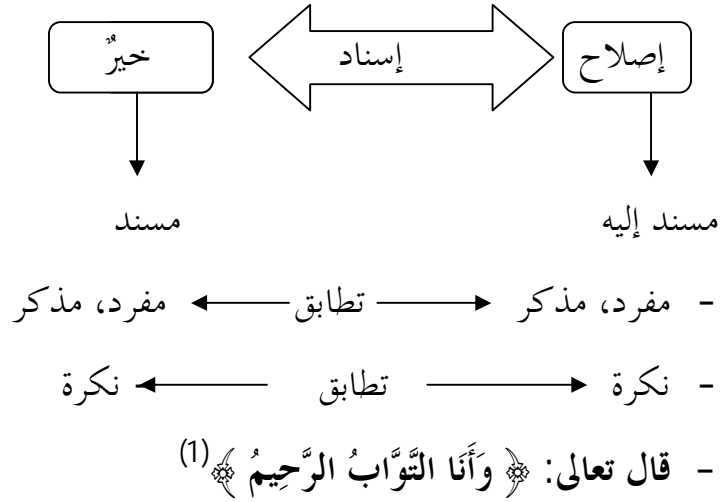 إصلاح إسناد خيرٌ
مسند إليه مسند
- مفرد، مذكر تطابق مفرد، مذكر
- نكرة تطابق نكرة
- قال تعالى: ﴿ وَأَنَا التَّوَّابُ الرَّحِيمُ ﴾(1)